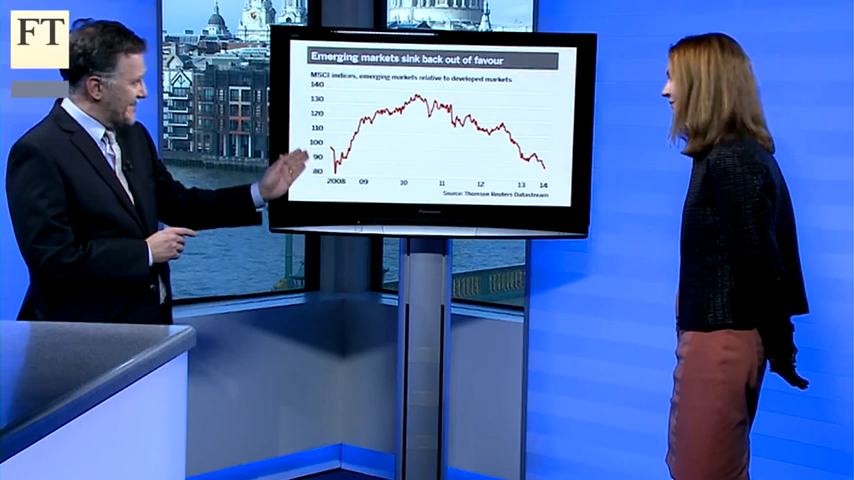 FT
Emerging markets sink back out of favour
MSCI indices, emerging markets relative to developed markets
140
130
120
110
100
90
80
2008 09 10 11 12 13 14
Source: Thomson Reuters Datastream
Panasonic